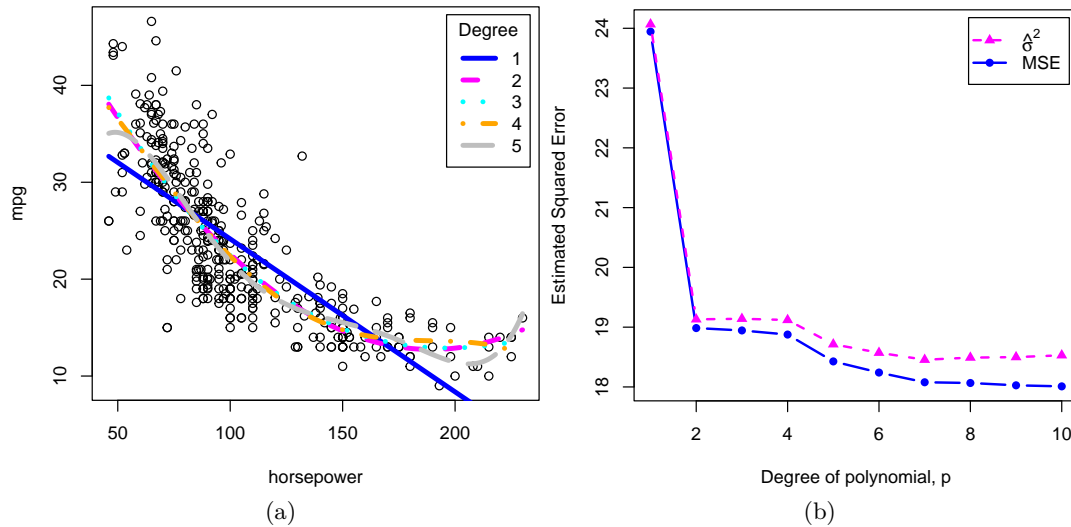 Degree
1
2
3
4
5
40
30
20
10
mpg
50 100 150 200
horsepower
(a)
σ̂²
MSE
24
23
22
21
20
19
18
Estimated Squared Error
2 4 6 8 10
Degree of polynomial, p
(b)